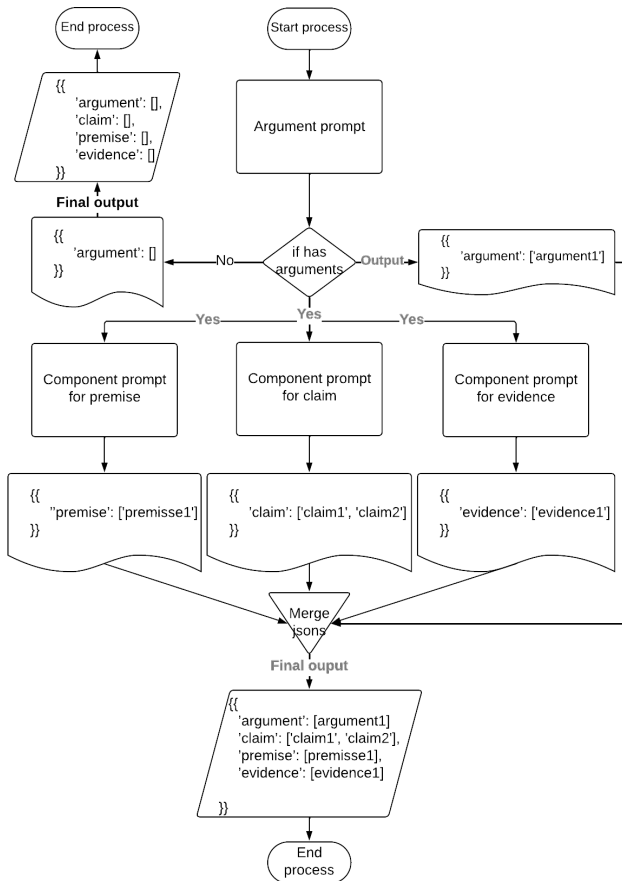 End process
Start process
{{
'argument': [],
'claim': [],
'premise': [],
'evidence': []
}}
Argument prompt
Final output
{{
'argument': []
}}
No
if has
arguments
Output
{{
'argument': ['argument1']
}}
Yes
Yes
Yes
Component prompt
for premise
Component prompt
for claim
Component prompt
for evidence
{{
''premise': ['premisse1']
}}
{{
'claim': ['claim1', 'claim2']
}}
{{
'evidence': ['evidence1']
}}
Merge
jsons
Final ouput
{{
'argument': [argument1]
'claim': ['claim1', 'claim2'],
'premise': [premisse1],
'evidence': [evidence1]
}}
End
process